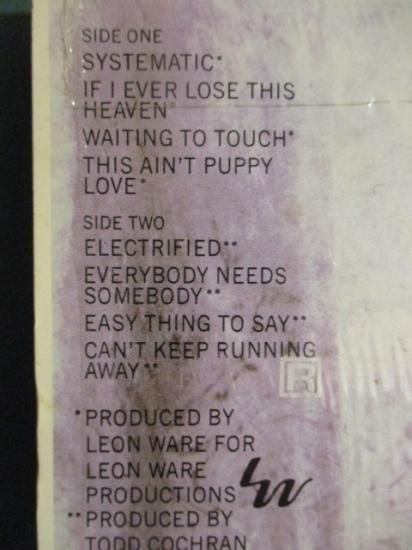 SIDE ONE
SYSTEMATIC*
IF I EVER LOSE THIS
HEAVEN*
WAITING TO TOUCH*
THIS AIN'T PUPPY
LOVE*
SIDE TWO
ELECTRIFIED**
EVERYBODY NEEDS
SOMEBODY**
EASY THING TO SAY**
CAN'T KEEP RUNNING
AWAY**
R
*PRODUCED BY
LEON WARE FOR
LEON WARE
PRODUCTIONS
**PRODUCED BY
TODD COCHRAN